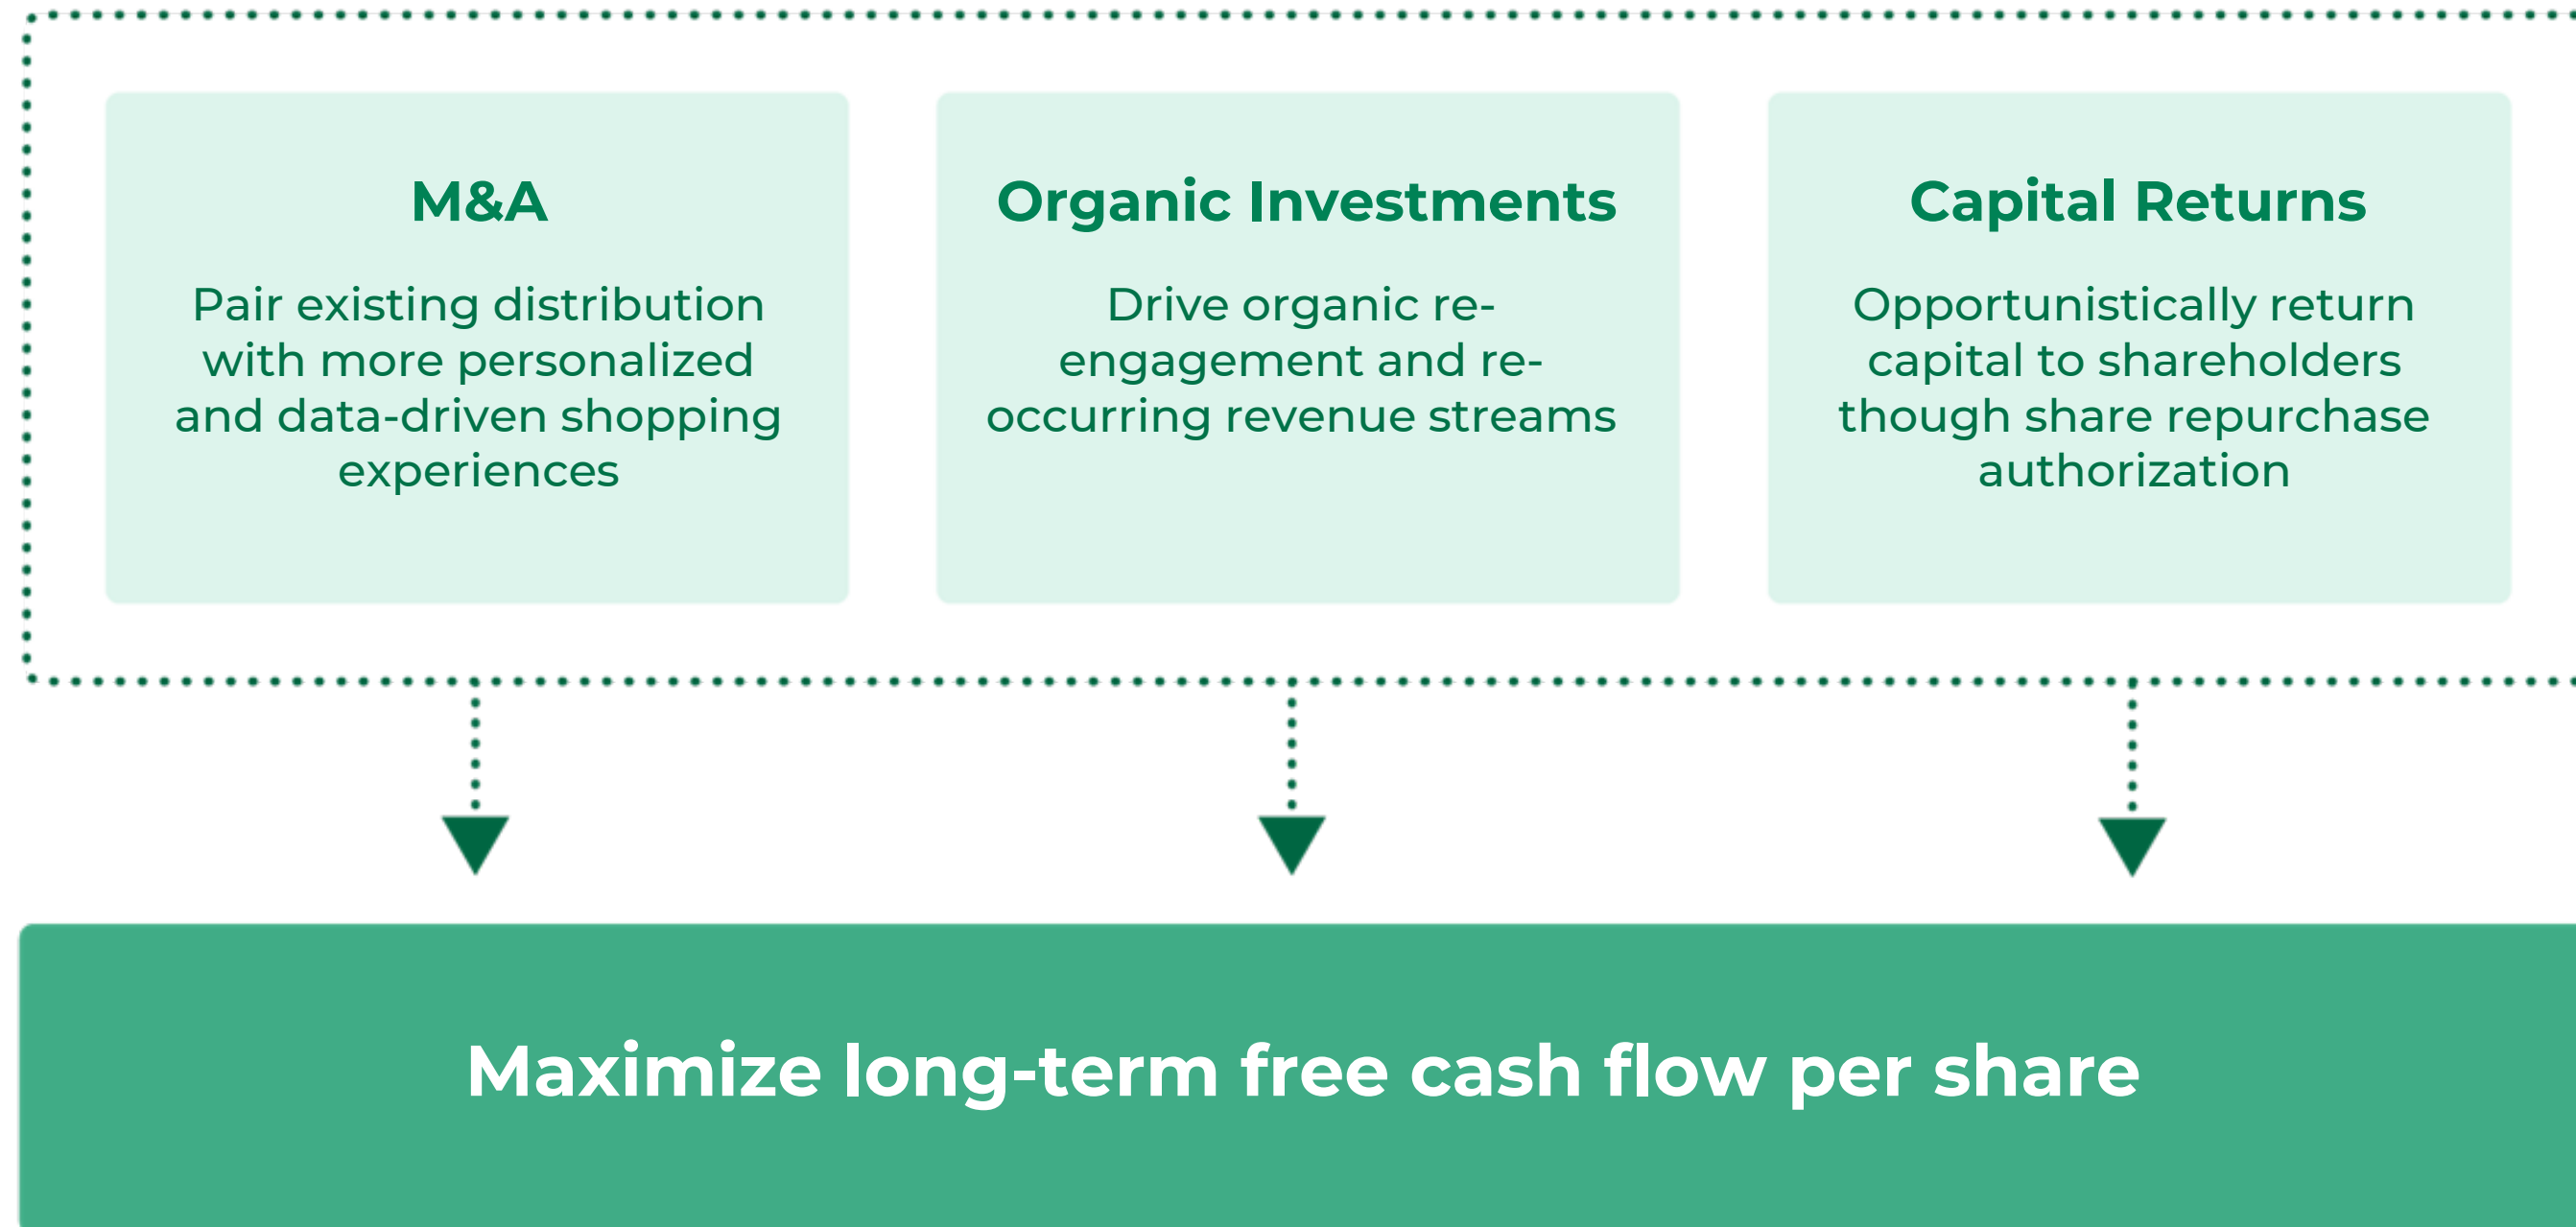 M&A
Pair existing distribution
with more personalized
and data-driven shopping
experiences
Organic Investments
Drive organic re-
engagement and re-
occurring revenue streams
Capital Returns
Opportunistically return
capital to shareholders
though share repurchase
authorization
Maximize long-term free cash flow per share